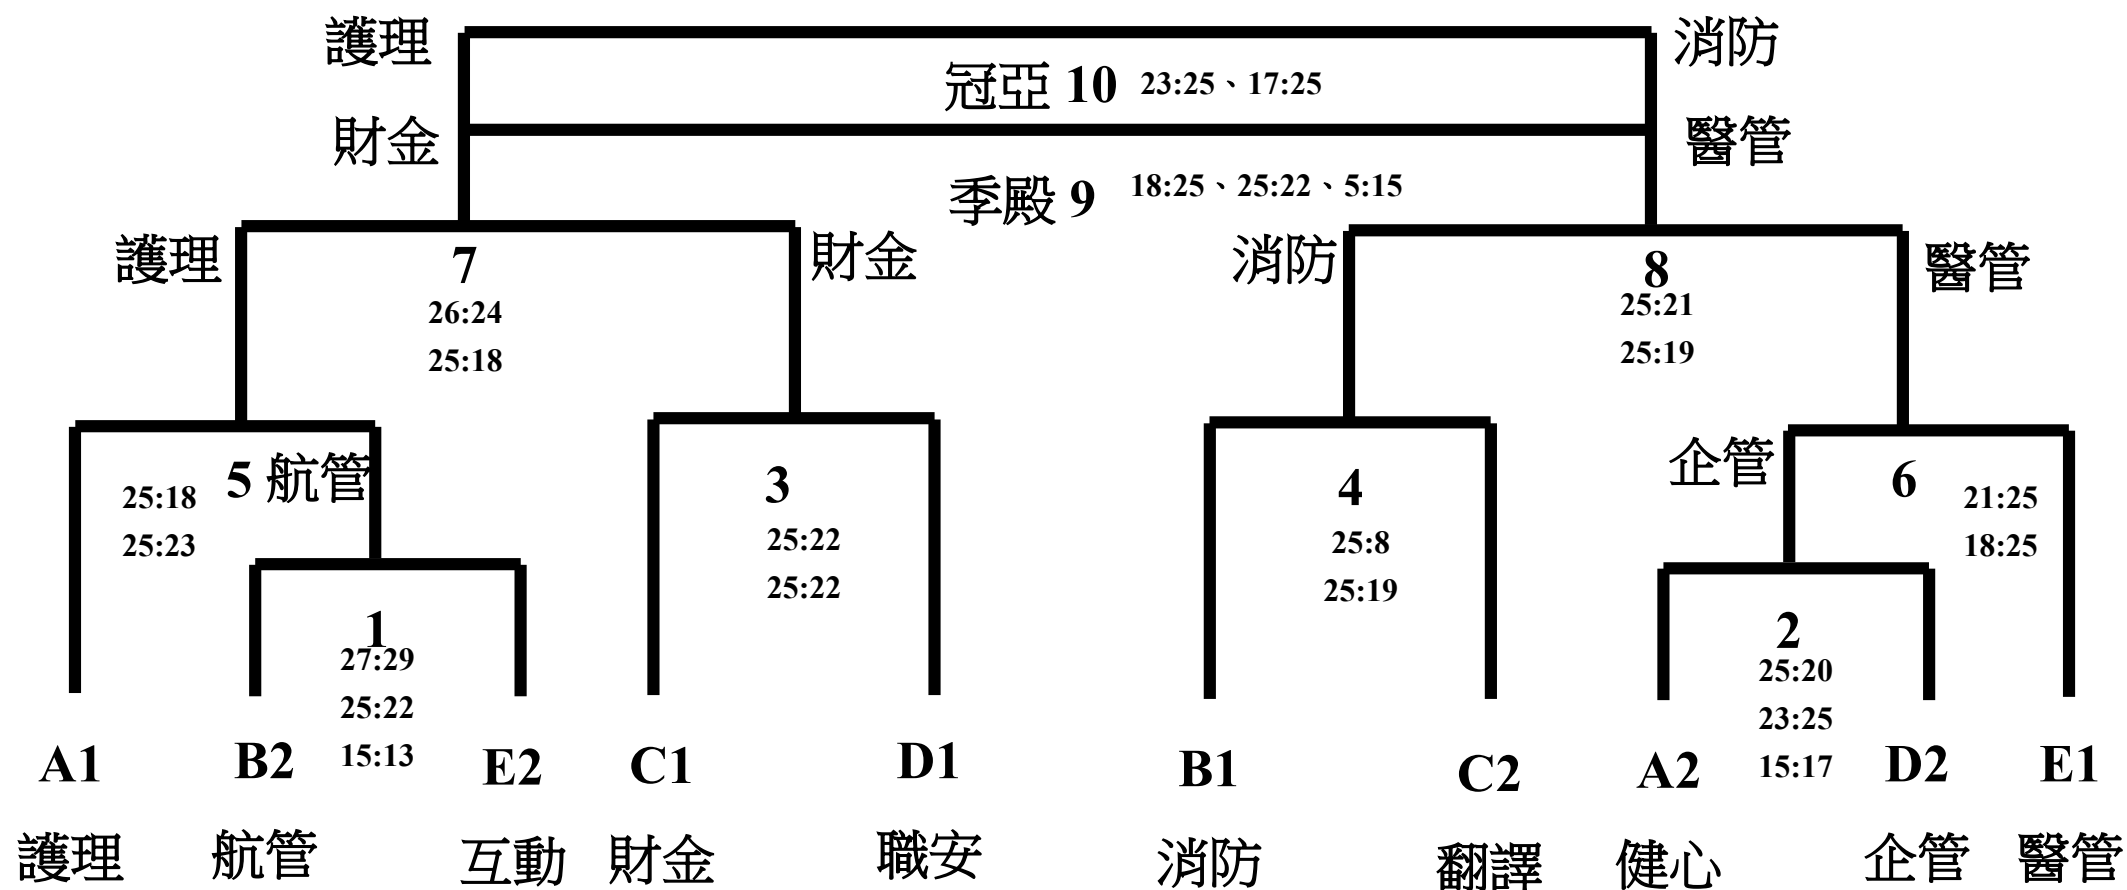 護理
消防
冠亞 10 23:25、17:25
財金
醫管
季殿 9 18:25、25:22、5:15
護理
7
財金
消防
8
醫管
26:24
25:18
25:21
25:19
5 航管
25:18
25:23
3
25:22
25:22
4
25:8
25:19
企管
6
21:25
18:25
1
27:29
25:22
15:13
2
25:20
23:25
15:17
A1
B2
E2
C1
D1
B1
C2
A2
D2
E1
護理
航管
互動
財金
職安
消防
翻譯
健心
企管
醫管